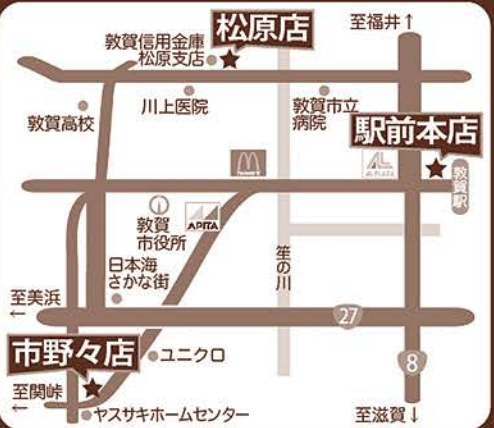 松原店
至福井↑
敦賀信用金庫
松原支店
川上医院
敦賀市立
病院
敦賀高校
駅前本店
敦賀駅
敦賀
市役所
APITA
日本海
さかな街
笙の川
至美浜
←
27
市野々店
ユニクロ
8
至関峠
←
ヤスサキホームセンター
至滋賀↓